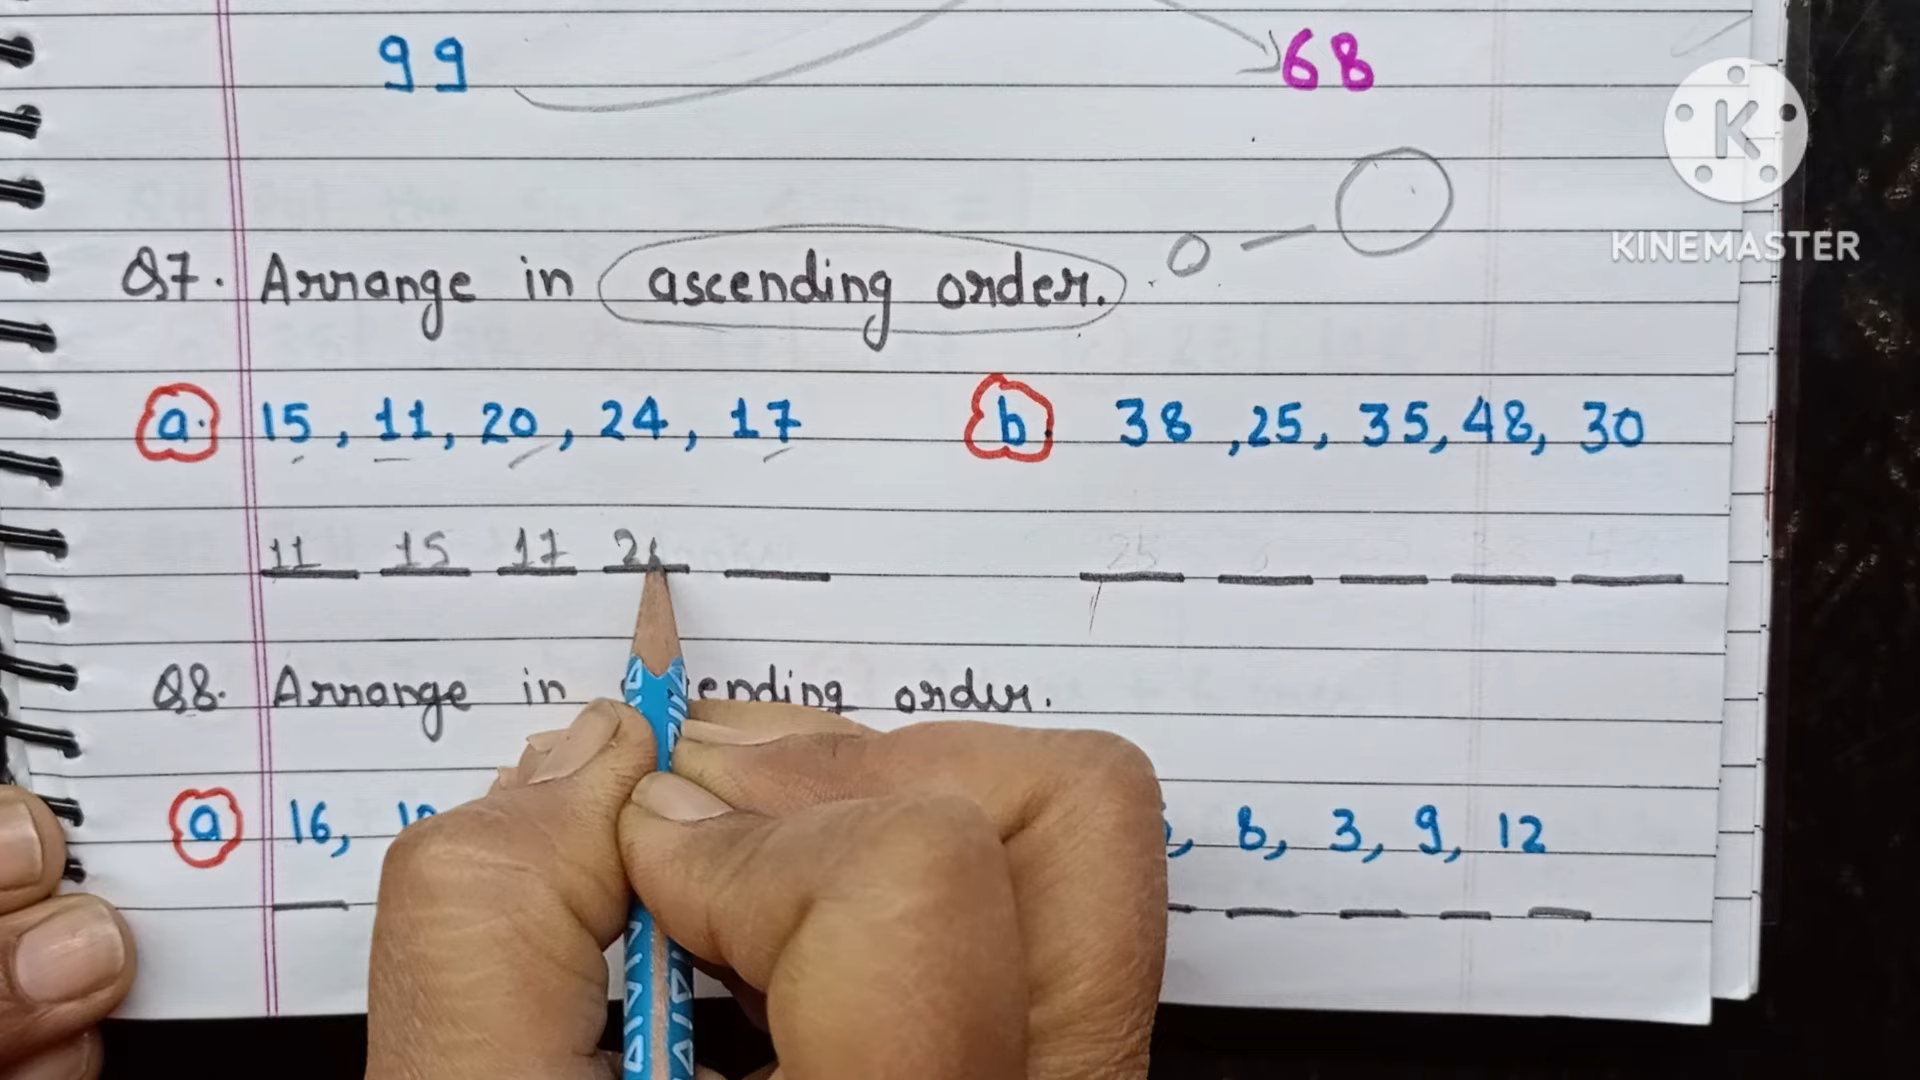 99 68
K
KINEMASTER
Q7. Arrange in ascending order.
a. 15, 11, 20, 24, 17 b. 38, 25, 35, 48, 30
11 15 17 25
Q8. Arrange in order.
a 16, 8, 3, 9, 12